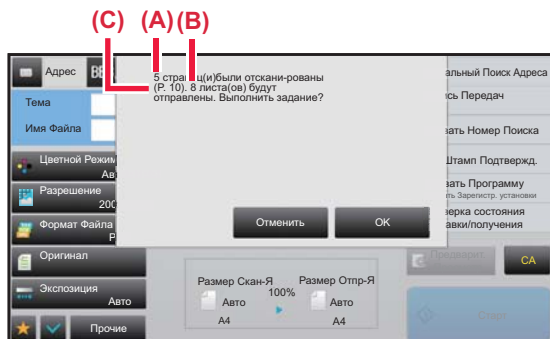 (C) (A) (B)
Адрес
5 страниц(и)были отскани-рованы
(P. 10). 8 листа(ов) будут
отправлены. Выполнить задание?
альный Поиск Адреса
Тема
сь Передач
Имя Файла
ать Номер Поиска
Цветной Режим
Ав
Штамп Подтвержд.
Разрешение
200
ать Программу
ть Зарегистр. установки
Формат Файла
P
Отменить
OK
ерка состояния
авки/получения
Оригинал
Предварит.
CA
Экспозиция
Авто
Размер Скан-Я
100%
Размер Отпр-Я
Авто
Авто
A4
A4
Прочие
Старт